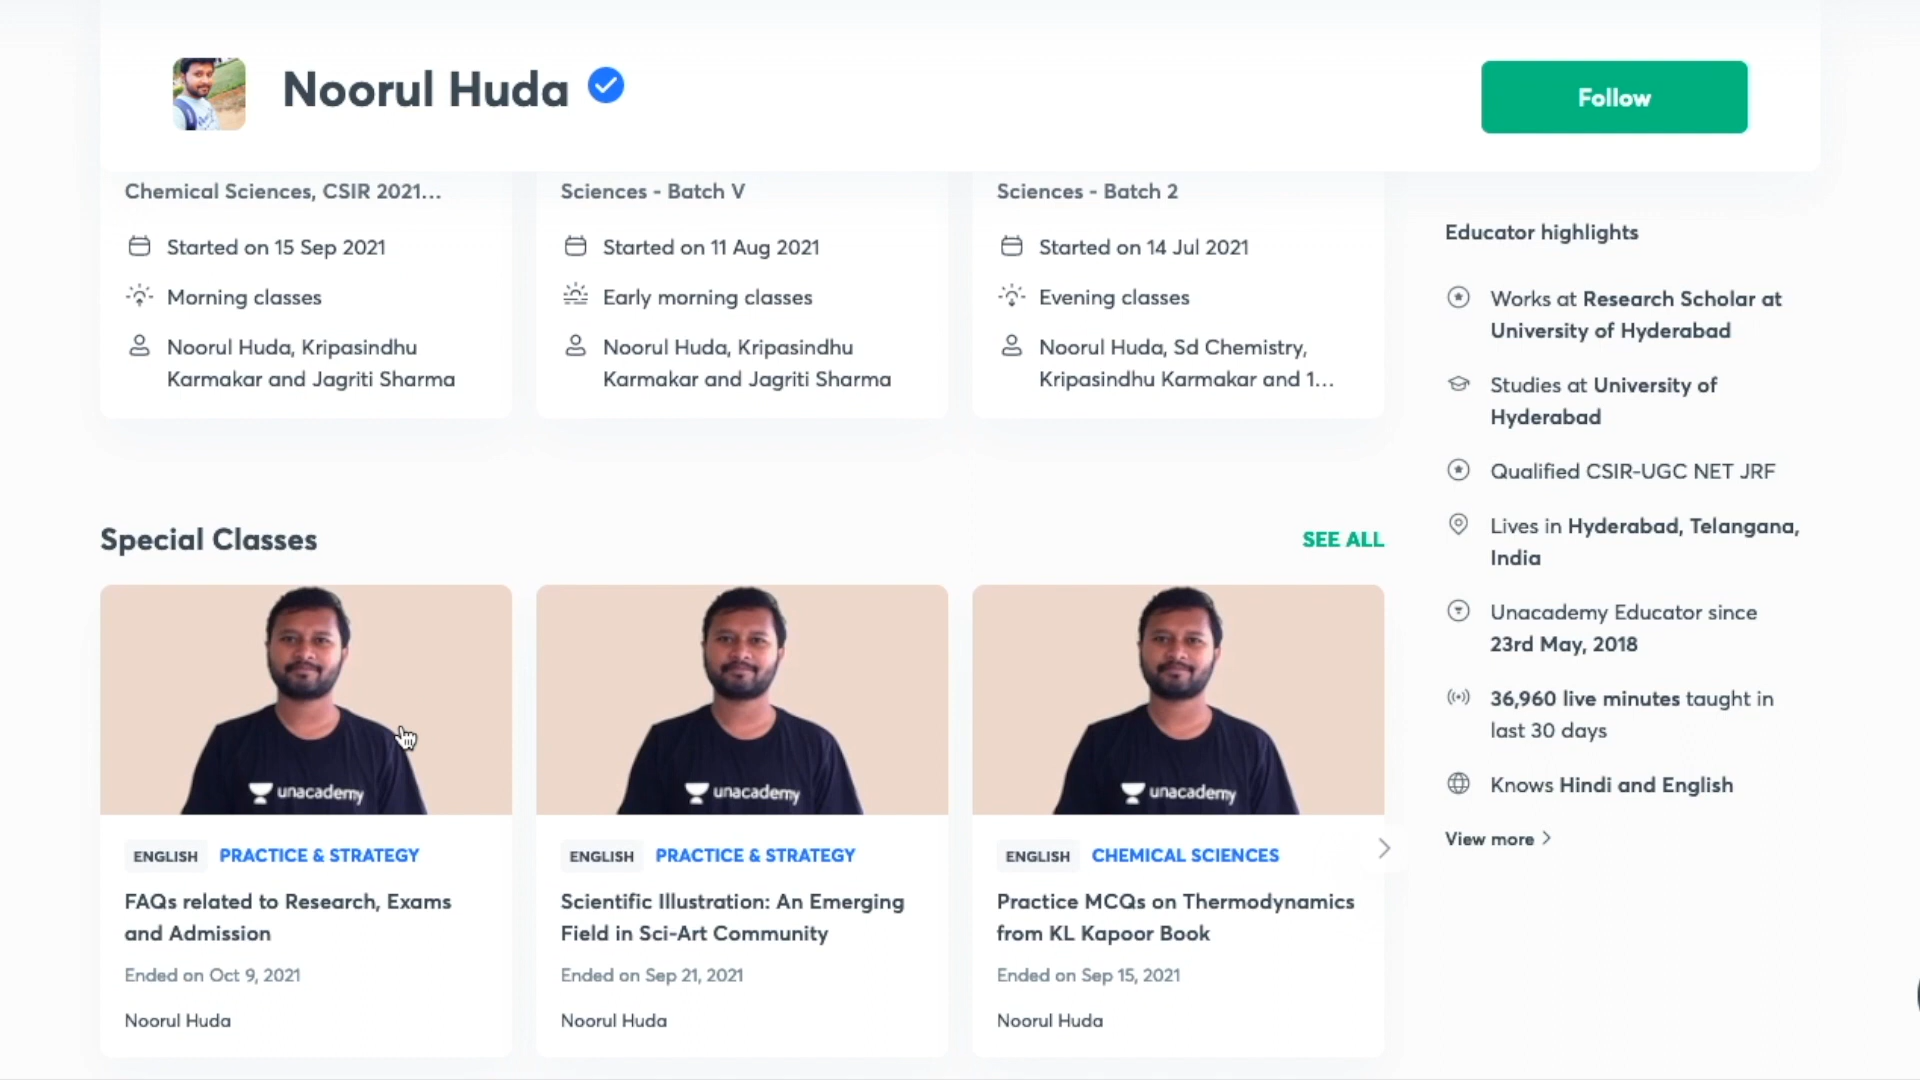 Noorul Huda
Follow
Chemical Sciences, CSIR 2021...
Started on 15 Sep 2021
Morning classes
Noorul Huda, Kripasindhu
Karmakar and Jagriti Sharma
Sciences - Batch V
Started on 11 Aug 2021
Early morning classes
Noorul Huda, Kripasindhu
Karmakar and Jagriti Sharma
Sciences - Batch 2
Started on 14 Jul 2021
Evening classes
Noorul Huda, Sd Chemistry,
Kripasindhu Karmakar and 1...
Educator highlights
Works at Research Scholar at
University of Hyderabad
Studies at University of
Hyderabad
Qualified CSIR-UGC NET JRF
Lives in Hyderabad, Telangana,
India
Unacademy Educator since
23rd May, 2018
36,960 live minutes taught in
last 30 days
Knows Hindi and English
View more
Special Classes
SEE ALL
unacademy
ENGLISH PRACTICE & STRATEGY
FAQs related to Research, Exams
and Admission
Ended on Oct 9, 2021
Noorul Huda
unacademy
ENGLISH PRACTICE & STRATEGY
Scientific Illustration: An Emerging
Field in Sci-Art Community
Ended on Sep 21, 2021
Noorul Huda
unacademy
ENGLISH CHEMICAL SCIENCES
Practice MCQs on Thermodynamics
from KL Kapoor Book
Ended on Sep 15, 2021
Noorul Huda